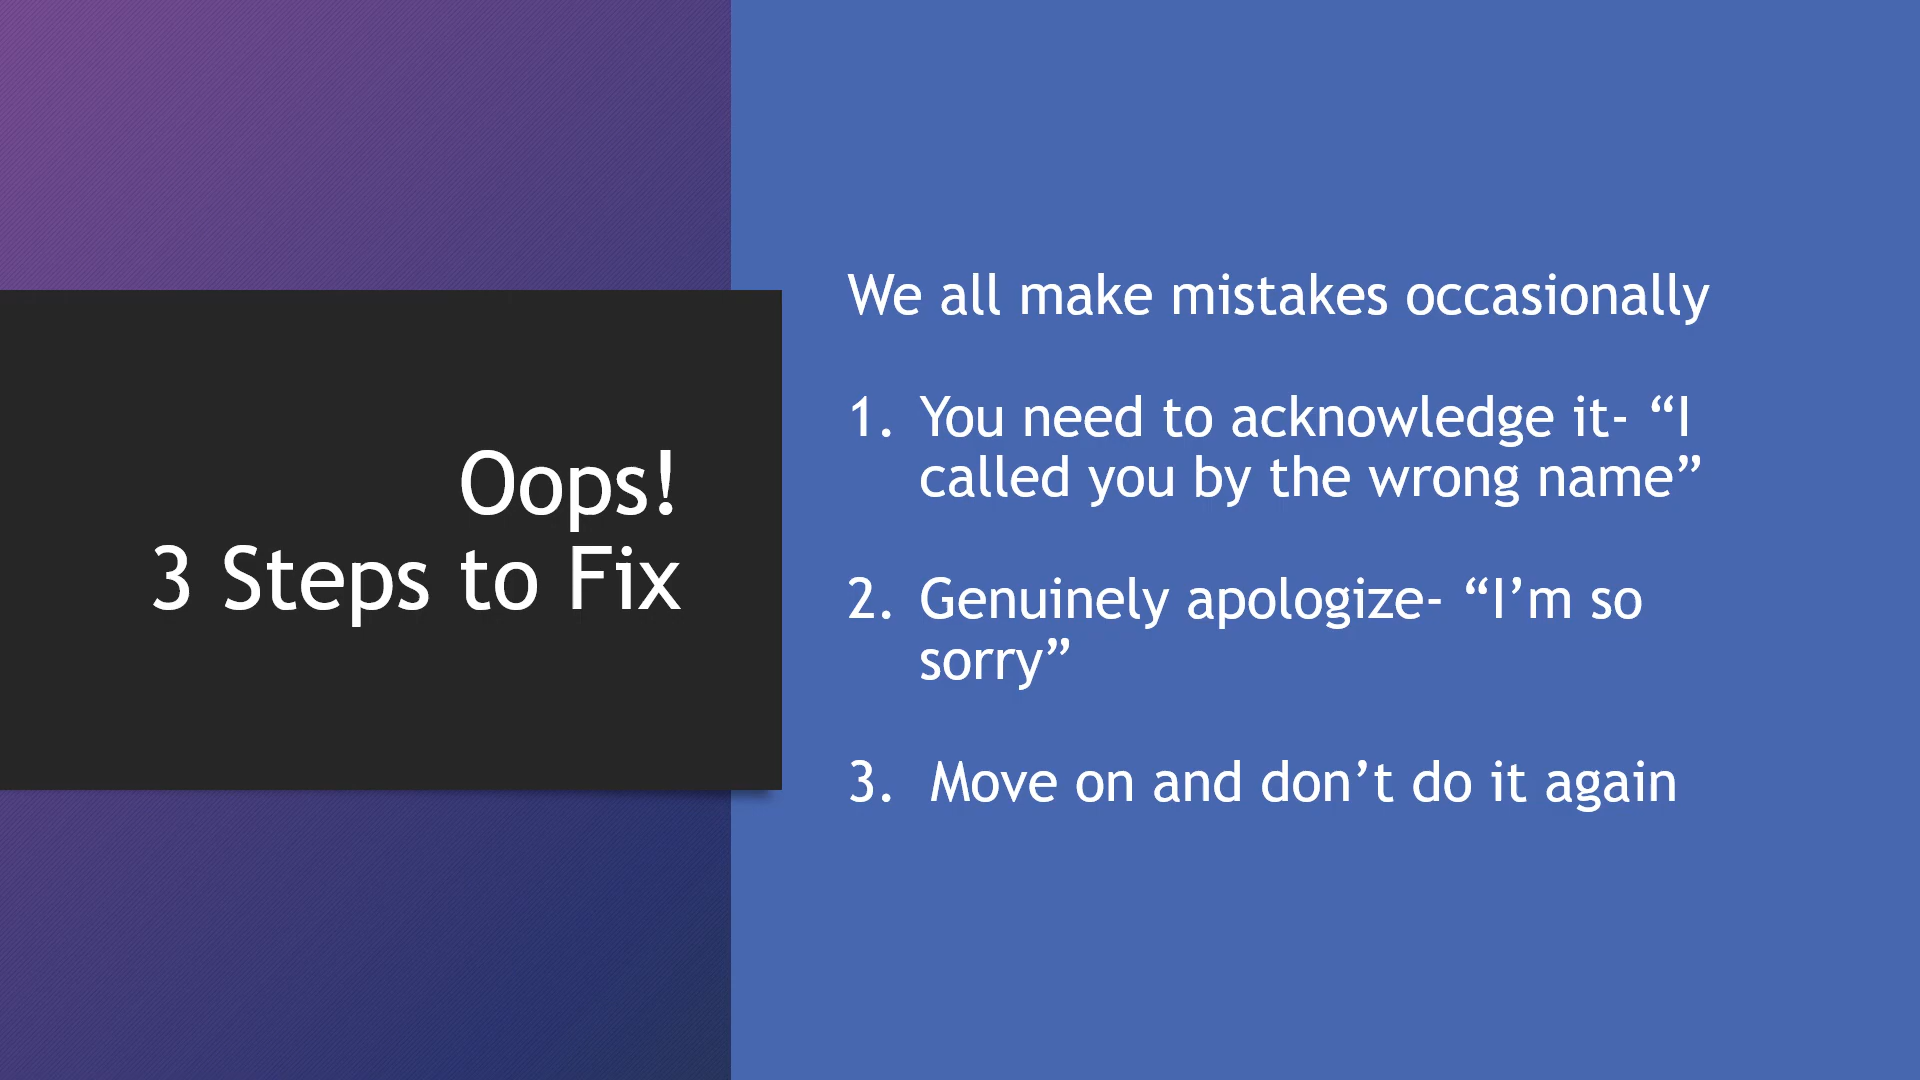 Oops!
3 Steps to Fix
We all make mistakes occasionally
1. You need to acknowledge it- “I
called you by the wrong name”
2. Genuinely apologize- “I’m so
sorry”
3. Move on and don’t do it again